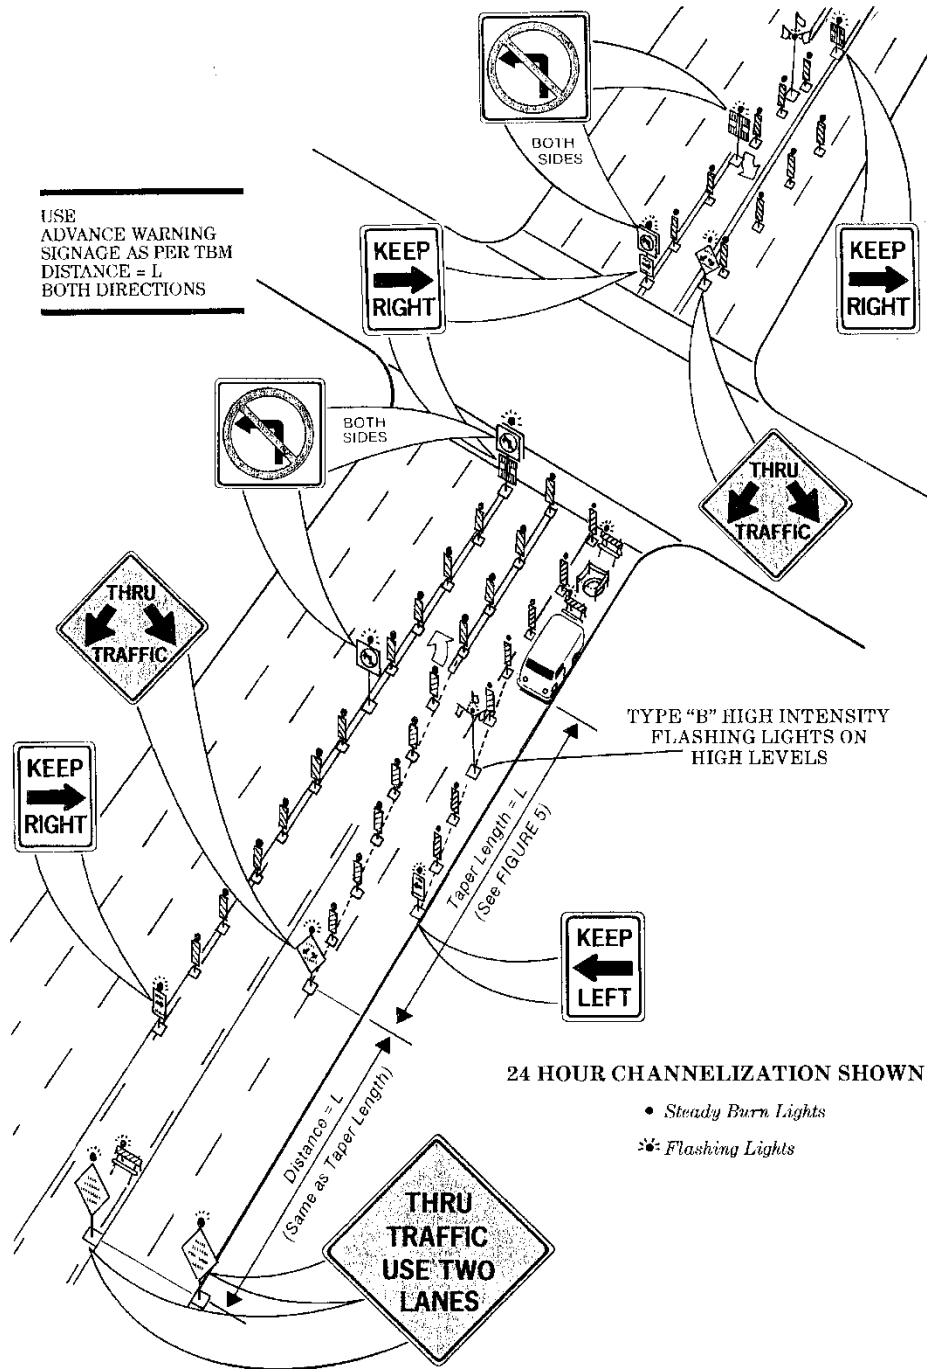 BOTH
SIDES
USE
ADVANCE WARNING
SIGNAGE AS PER TBM
DISTANCE = L
BOTH DIRECTIONS
KEEP
RIGHT
KEEP
RIGHT
BOTH
SIDES
THRU
TRAFFIC
THRU
TRAFFIC
TYPE "B" HIGH INTENSITY
FLASHING LIGHTS ON
HIGH LEVELS
KEEP
RIGHT
Taper Length = L
(See FIGURE 5)
KEEP
LEFT
24 HOUR CHANNELIZATION SHOWN
Steady Burn Lights
Flashing Lights
Distance = L
(Same as Taper Length)
THRU
TRAFFIC
USE TWO
LANES